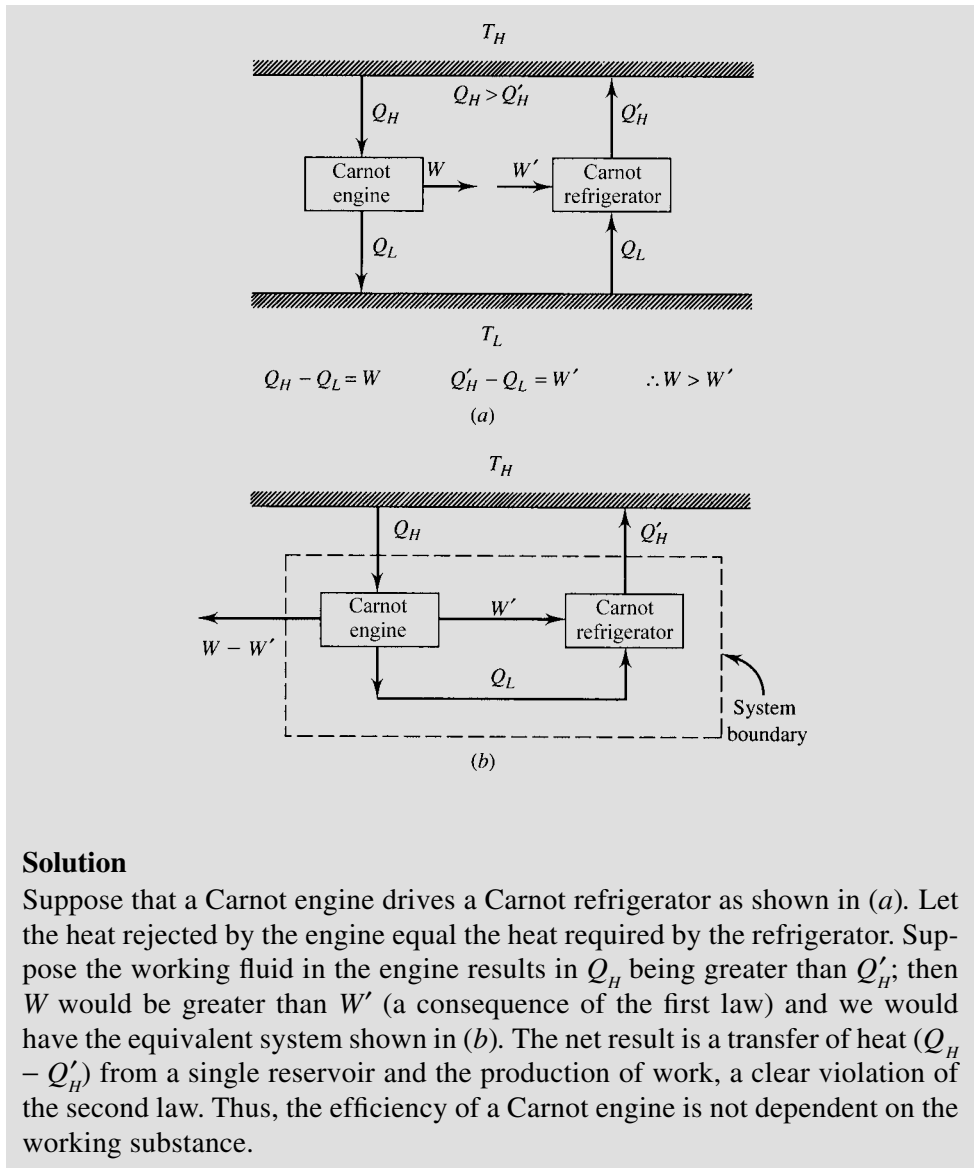 T_H
Q_H > Q′_H
Q_H
Q′_H
Carnot engine
W
W′
Carnot refrigerator
Q_L
Q_L
T_L
Q_H − Q_L = W
Q′_H − Q_L = W′
∴ W > W′
(a)
T_H
Q_H
Q′_H
Carnot engine
W′
Carnot refrigerator
W − W′
Q_L
System boundary
(b)
Solution
Suppose that a Carnot engine drives a Carnot refrigerator as shown in (a). Let
the heat rejected by the engine equal the heat required by the refrigerator. Sup-
pose the working fluid in the engine results in Q_H being greater than Q′_H; then
W would be greater than W′ (a consequence of the first law) and we would
have the equivalent system shown in (b). The net result is a transfer of heat (Q_H
− Q′_H) from a single reservoir and the production of work, a clear violation of
the second law. Thus, the efficiency of a Carnot engine is not dependent on the
working substance.